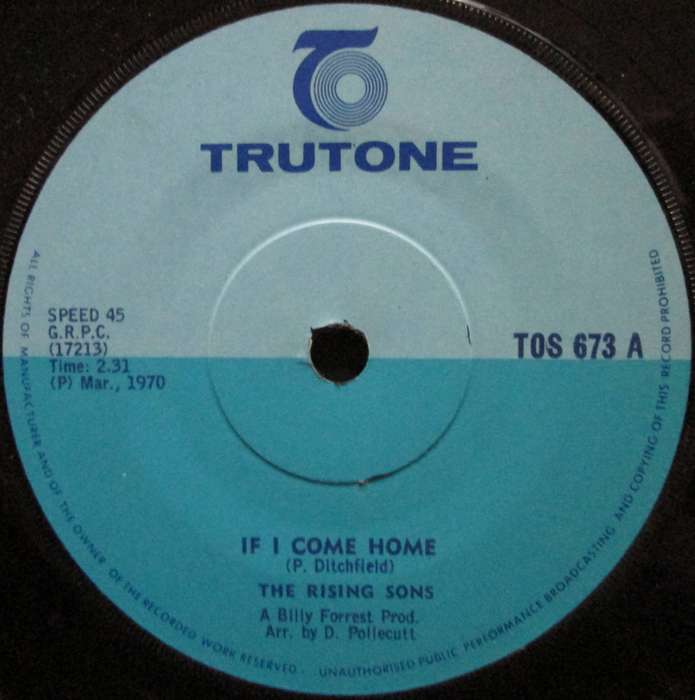 TRUTONE
SPEED 45
G.R.P.C.
(17213)
Time: 2.31
(P) Mar., 1970
TOS 673 A
IF I COME HOME
(P. Ditchfield)
THE RISING SONS
A Billy Forrest Prod.
Arr. by D. Pollecutt
ALL RIGHTS OF MANUFACTURER AND OF THE OWNER OF THE RECORDED WORK RESERVED. UNAUTHORISED PUBLIC PERFORMANCE BROADCASTING AND COPYING OF THIS RECORD PROHIBITED